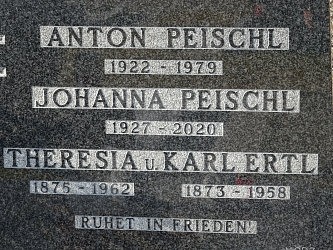 ANTON PEISCHL
1922 - 1979
JOHANNA PEISCHL
1927 - 2020
THERESIA u. KARL ERTL
1875 - 1962 1873 - 1958
RUHET IN FRIEDEN!